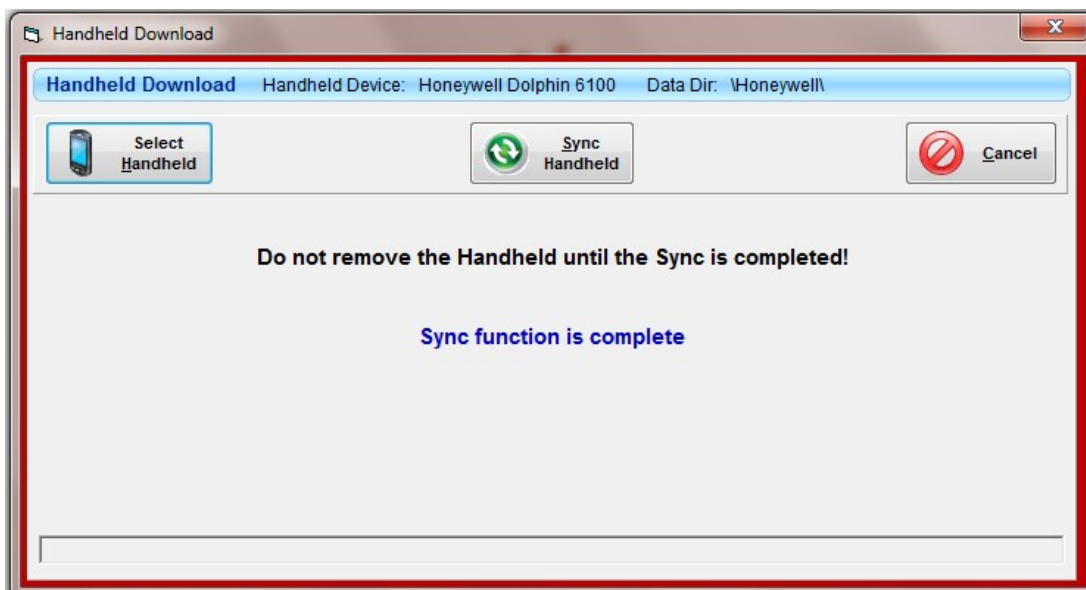 Handheld Download
Handheld Download Handheld Device: Honeywell Dolphin 6100 Data Dir: \Honeywell\
Select
Handheld
Sync
Handheld
Cancel
Do not remove the Handheld until the Sync is completed!
Sync function is complete